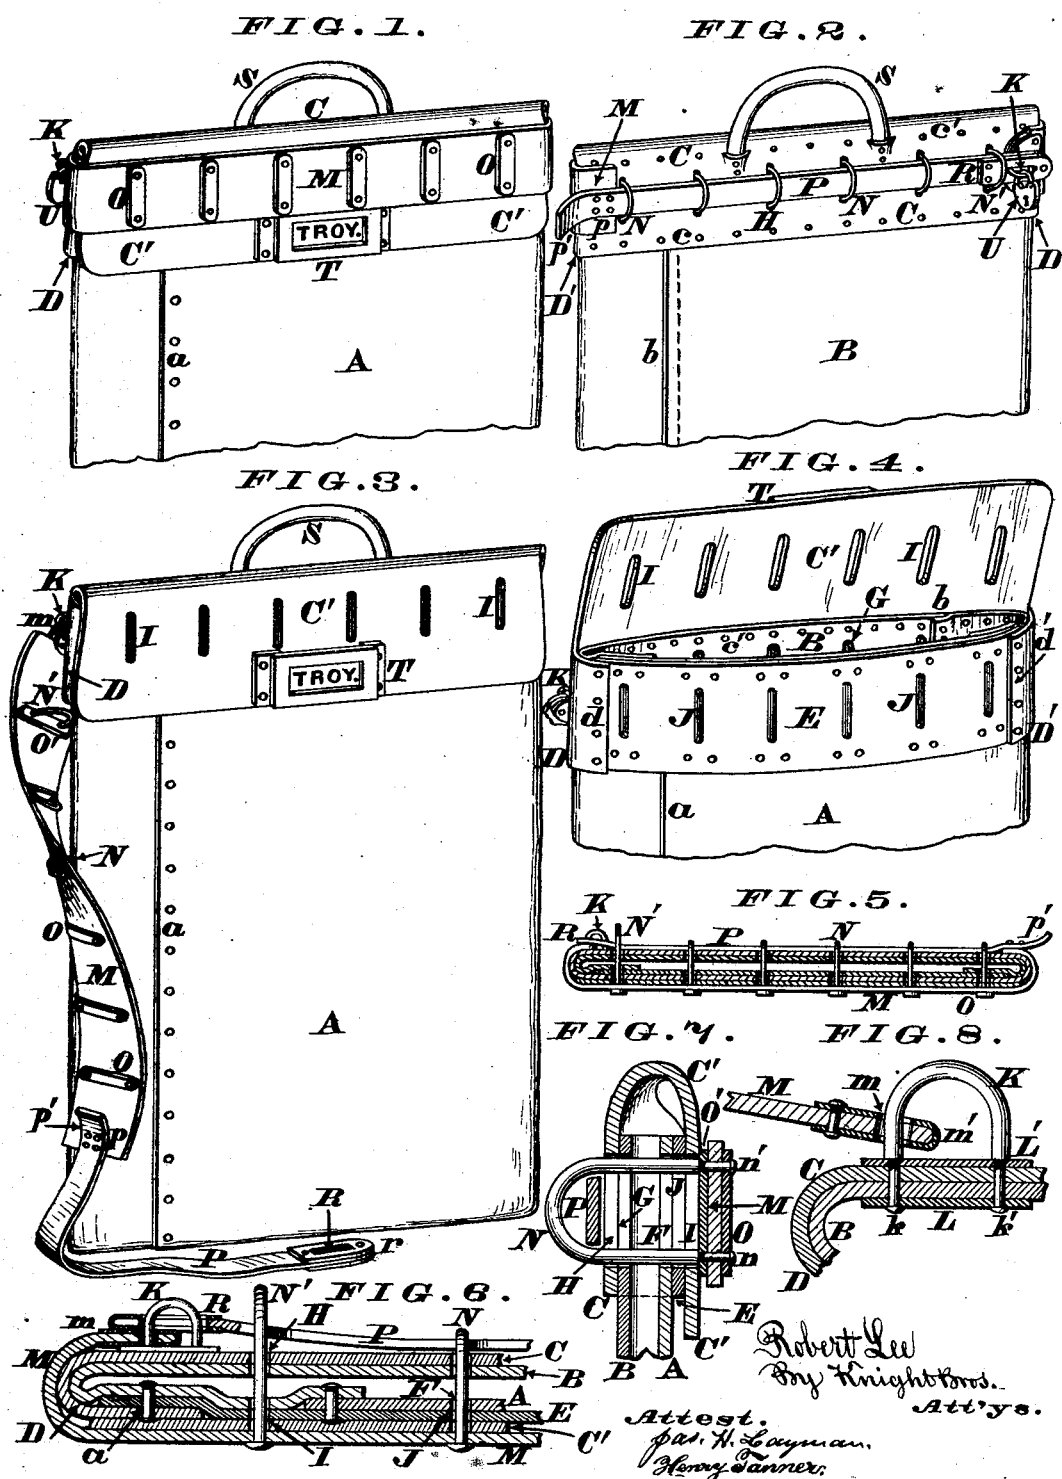 FIG. 1.
FIG. 2.
S
C
K
M
O
O
U
C'
C'
TROY.
T
D
a
A
S
K
M
C
c'
R
P
N
N
N'
H
C
c
p
p'
U
D
D'
b
B
FIG. 3.
FIG. 4.
S
K
m
I
C'
I
D
TROY.
T
N'
O'
N
O
a
M
A
O
p'
p
R
P
r
T.
I
C'
I
G
b
c'
B
d'
K
d
J
E
J
D
D'
a
A
FIG. 5.
K
R
N'
P
N
p'
M
O
FIG. 7.
FIG. 8.
C'
O'
n'
J
G
P
M
N
F
I
O
n
H
C
E
B
A
C'
M
m
K
m'
L'
C
B
k
L
k'
D
FIG. 6.
K
R
N'
H
N
m
P
M
C
B
F
A
E
D
a
I
J
C'
M
Robert Lee
By Knight Bros.
Att'ys.
Attest.
Jas. H. Layman.
Henry Tanner.